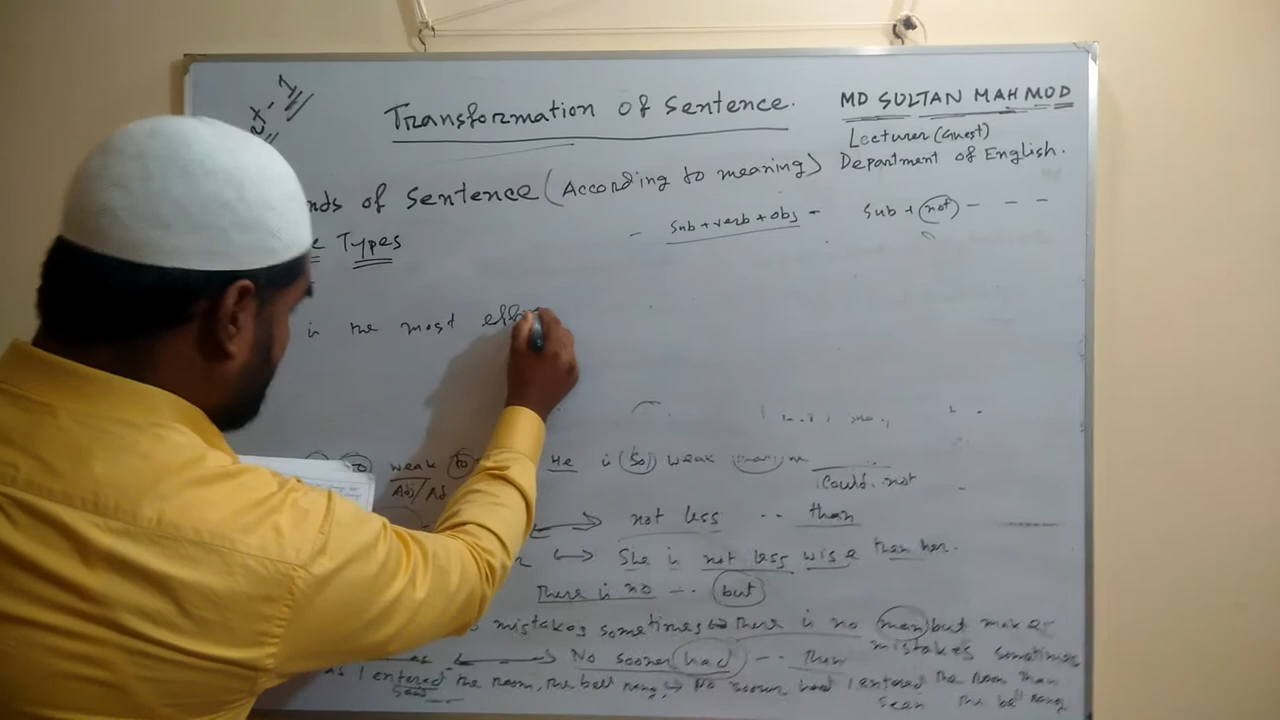 Transformation of Sentence.
MD SULTAN MAHMOD
Lecturer (Guest)
Department of English.
nds of Sentence (According to meaning)
Types
Sub + verb + obj
Sub + not - - -
is the most
weak to
Adj/
He is (so) weak
Could not
not less -- than
She is not less wise than her.
There is no -- but
mistakes sometimes There is no man but makes
mistakes sometimes
as
No sooner had -- than
as I entered the room, the bell rang, No sooner had I entered the room than
seen
seen the bell rang